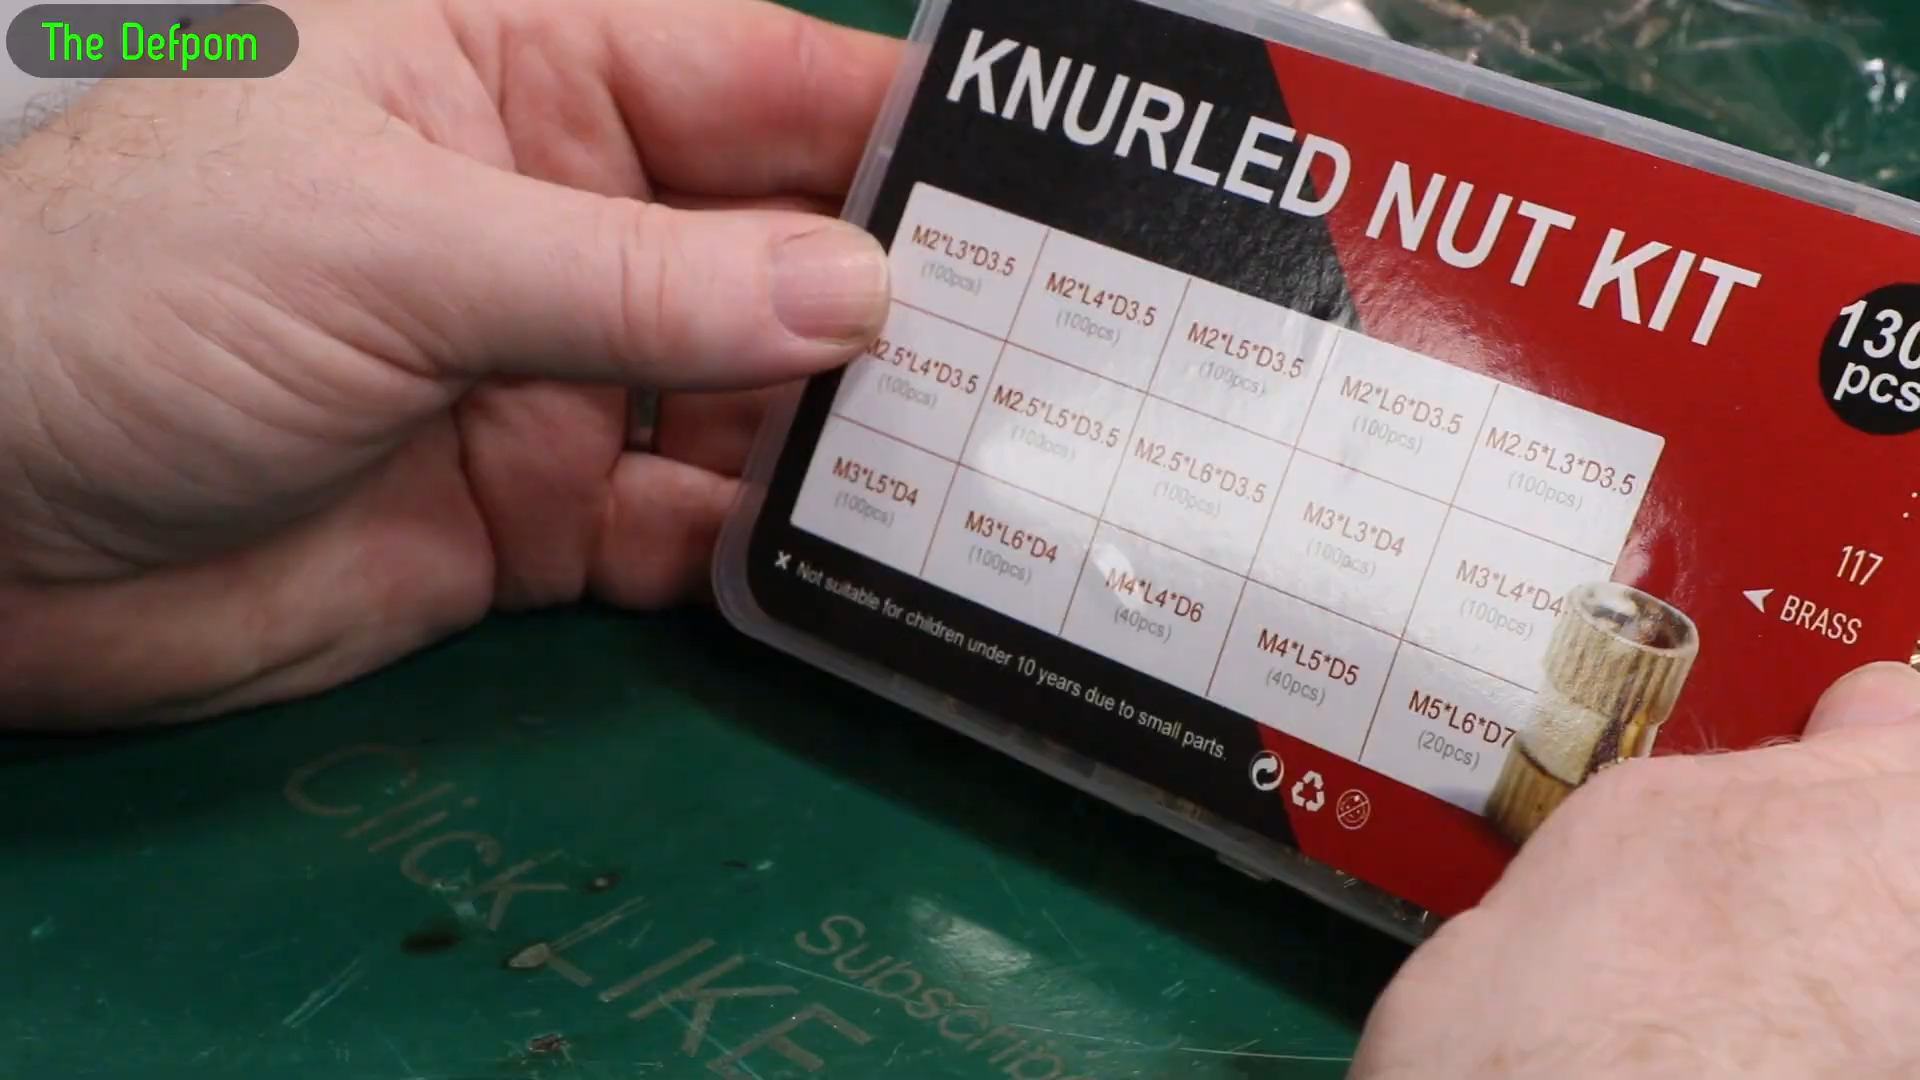 The Defpom
KNURLED NUT KIT
130
pcs
M2*L3*D3.5
(100pcs)
M2*L4*D3.5
(100pcs)
M2*L5*D3.5
(100pcs)
M2*L6*D3.5
(100pcs)
M2.5*L3*D3.5
(100pcs)
M2.5*L4*D3.5
(100pcs)
M2.5*L5*D3.5
(100pcs)
M2.5*L6*D3.5
(100pcs)
M3*L3*D4
(100pcs)
M3*L4*D4
(100pcs)
M3*L5*D4
(100pcs)
M3*L6*D4
(100pcs)
M4*L4*D6
(40pcs)
M4*L5*D5
(40pcs)
M5*L6*D7
(20pcs)
117
BRASS
Not suitable for children under 10 years due to small parts.
Click
LIKE
Subscribe